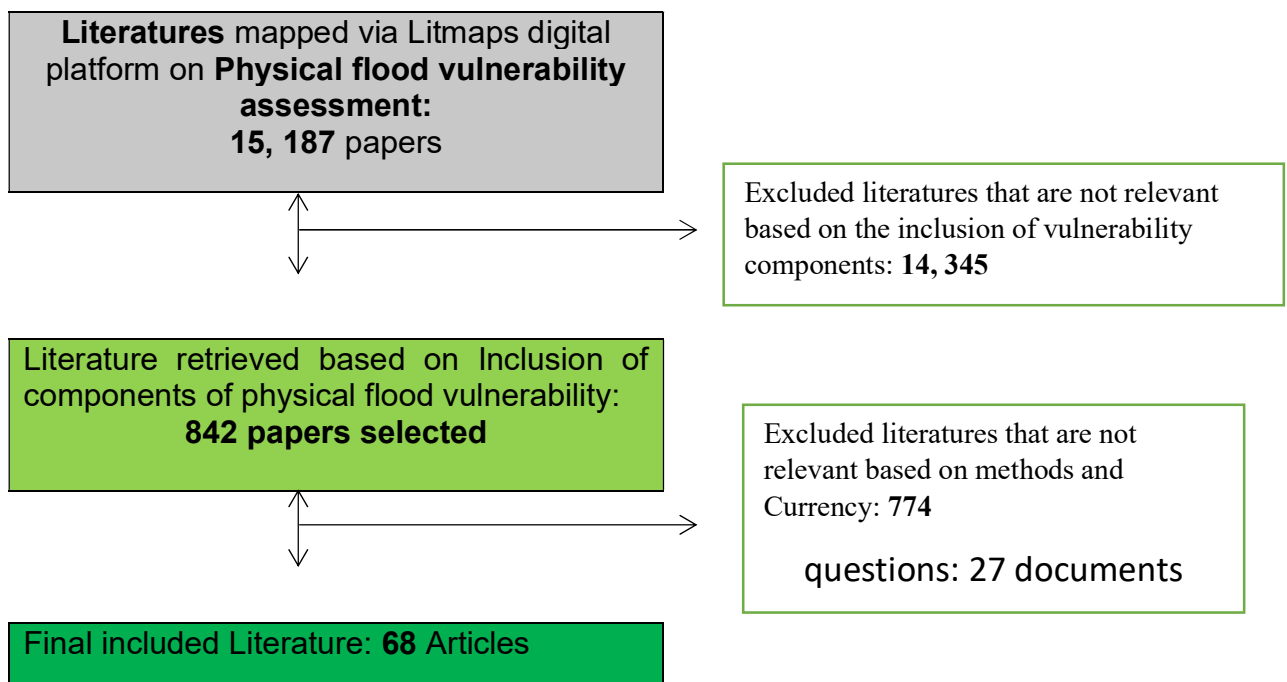 Literatures mapped via Litmaps digital
platform on Physical flood vulnerability
assessment:
15, 187 papers
Excluded literatures that are not relevant
based on the inclusion of vulnerability
components: 14, 345
Literature retrieved based on Inclusion of
components of physical flood vulnerability:
842 papers selected
Excluded literatures that are not
relevant based on methods and
Currency: 774
questions: 27 documents
Final included Literature: 68 Articles